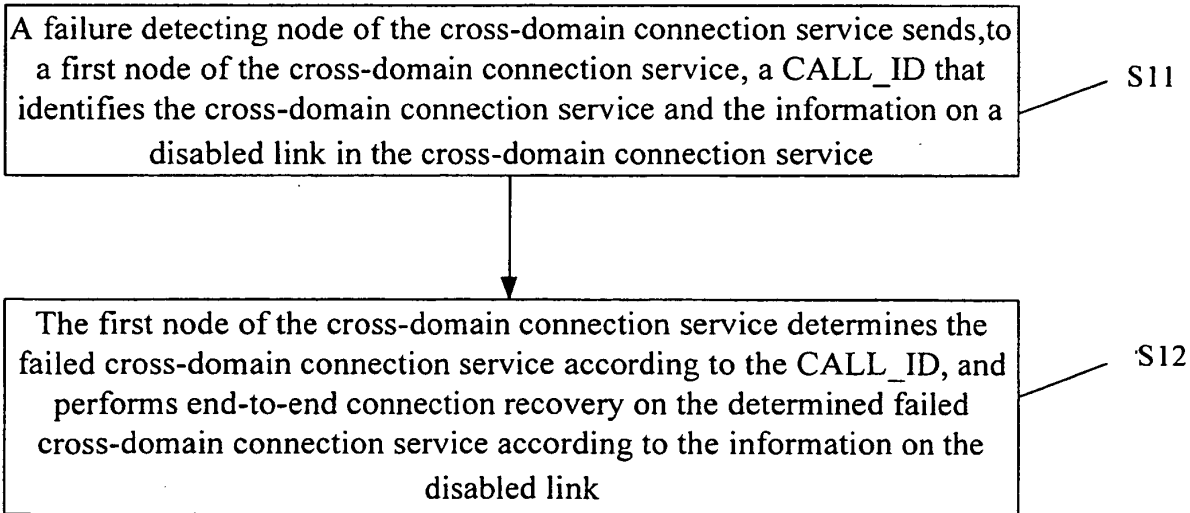 A failure detecting node of the cross-domain connection service sends,to
a first node of the cross-domain connection service, a CALL_ID that
identifies the cross-domain connection service and the information on a
disabled link in the cross-domain connection service
S11
The first node of the cross-domain connection service determines the
failed cross-domain connection service according to the CALL_ID, and
performs end-to-end connection recovery on the determined failed
cross-domain connection service according to the information on the
disabled link
S12